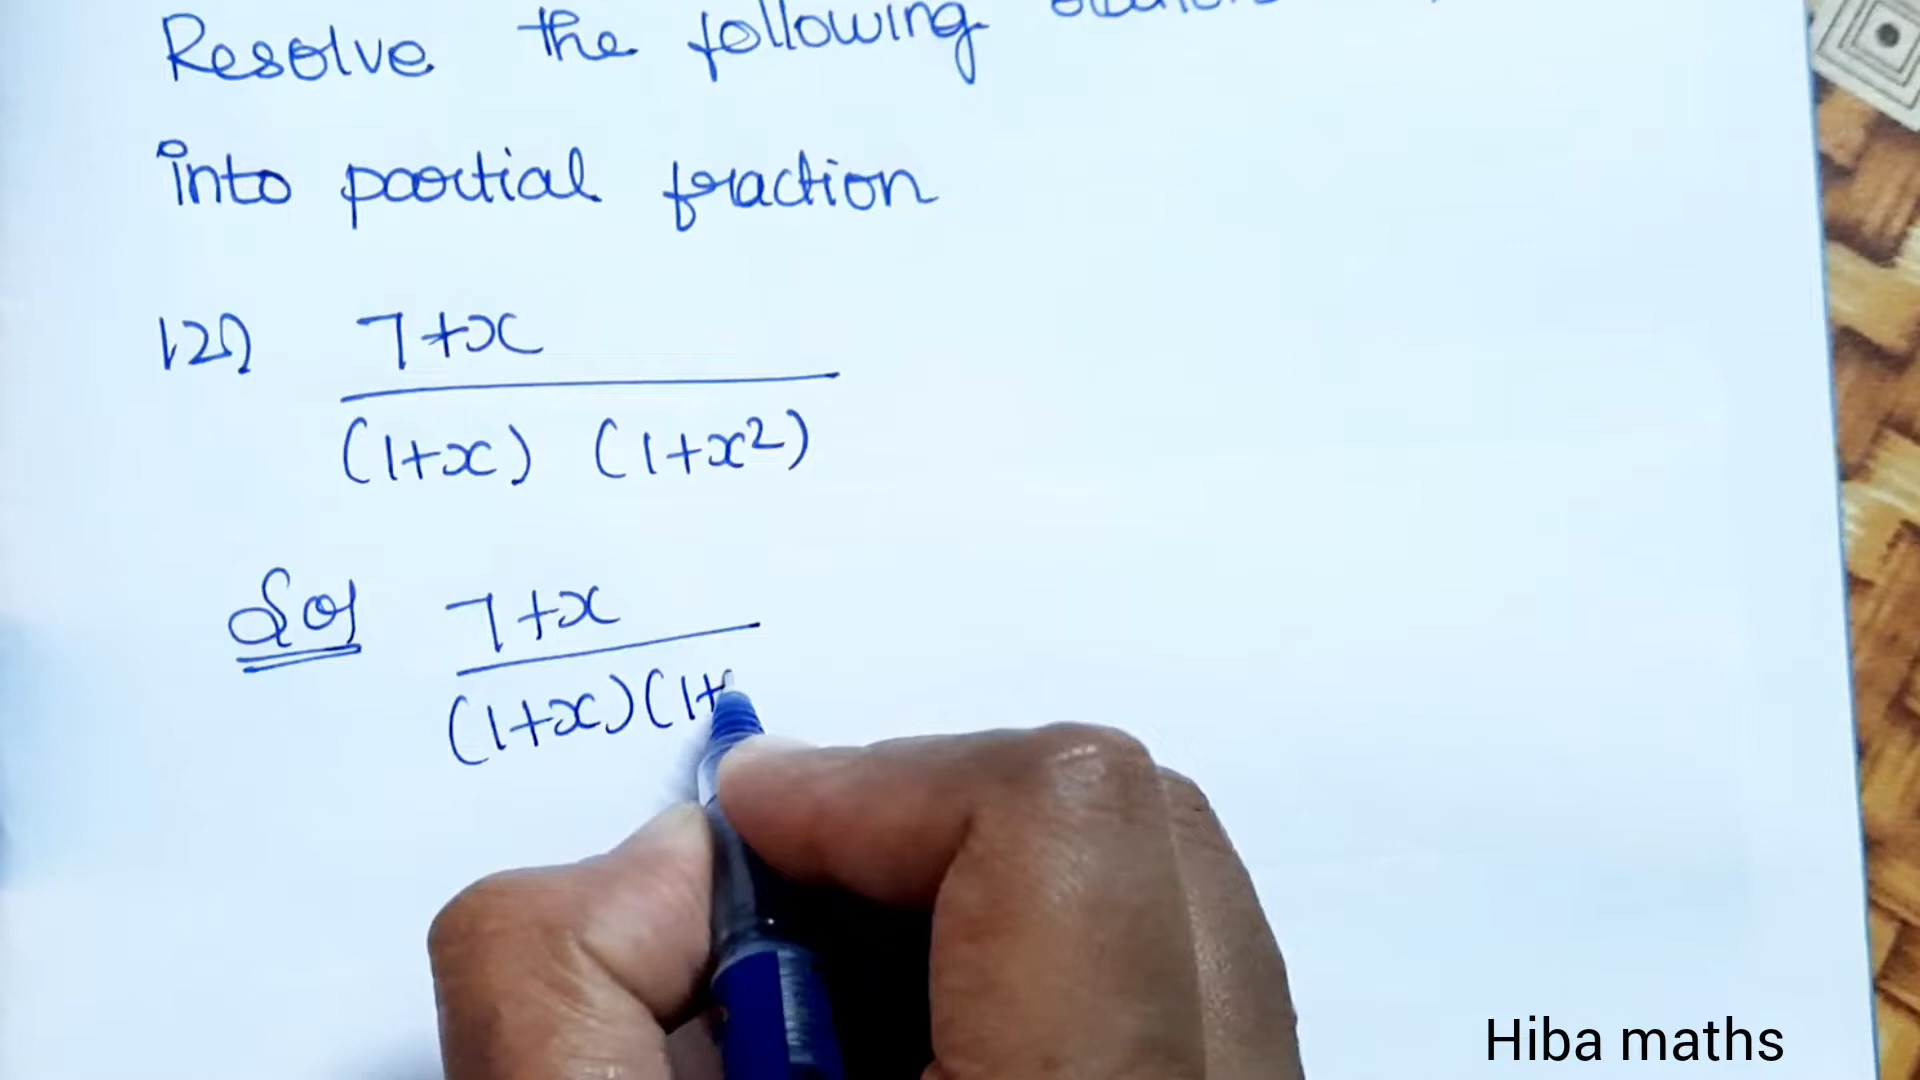 Resolve the following
into partial fraction
12) 7+x
(1+x) (1+x²)
Sol 7+x
(1+x)(1+
Hiba maths